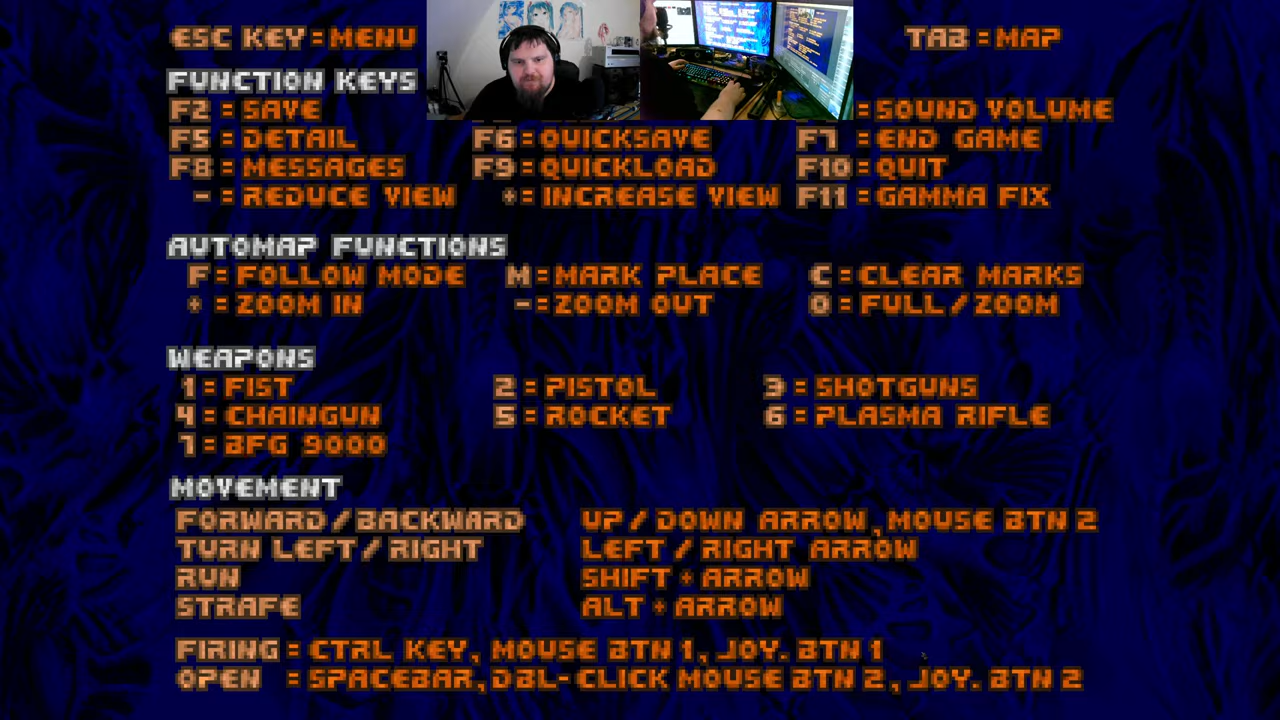 ESC KEY=MENU TAB=MAP
FUNCTION KEYS
F2 = SAVE =SOUND VOLUME
F5 = DETAIL F6=QUICKSAVE F7 =END GAME
F8=MESSAGES F9=QUICKLOAD F10=QUIT
- = REDUCE VIEW +=INCREASE VIEW F11 =GAMMA FIX
AUTOMAP FUNCTIONS
F=FOLLOW MODE M=MARK PLACE C=CLEAR MARKS
+ =ZOOM IN -=ZOOM OUT 0=FULL/ZOOM
WEAPONS
1=FIST 2=PISTOL 3=SHOTGUNS
4=CHAINGUN 5=ROCKET 6=PLASMA RIFLE
7=BFG 9000
MOVEMENT
FORWARD/BACKWARD UP/DOWN ARROW,MOUSE BTN 2
TURN LEFT/RIGHT LEFT/RIGHT ARROW
RUN SHIFT + ARROW
STRAFE ALT + ARROW
FIRING = CTRL KEY, MOUSE BTN 1, JOY. BTN 1
OPEN = SPACEBAR,DBL-CLICK MOUSE BTN 2, JOY. BTN 2